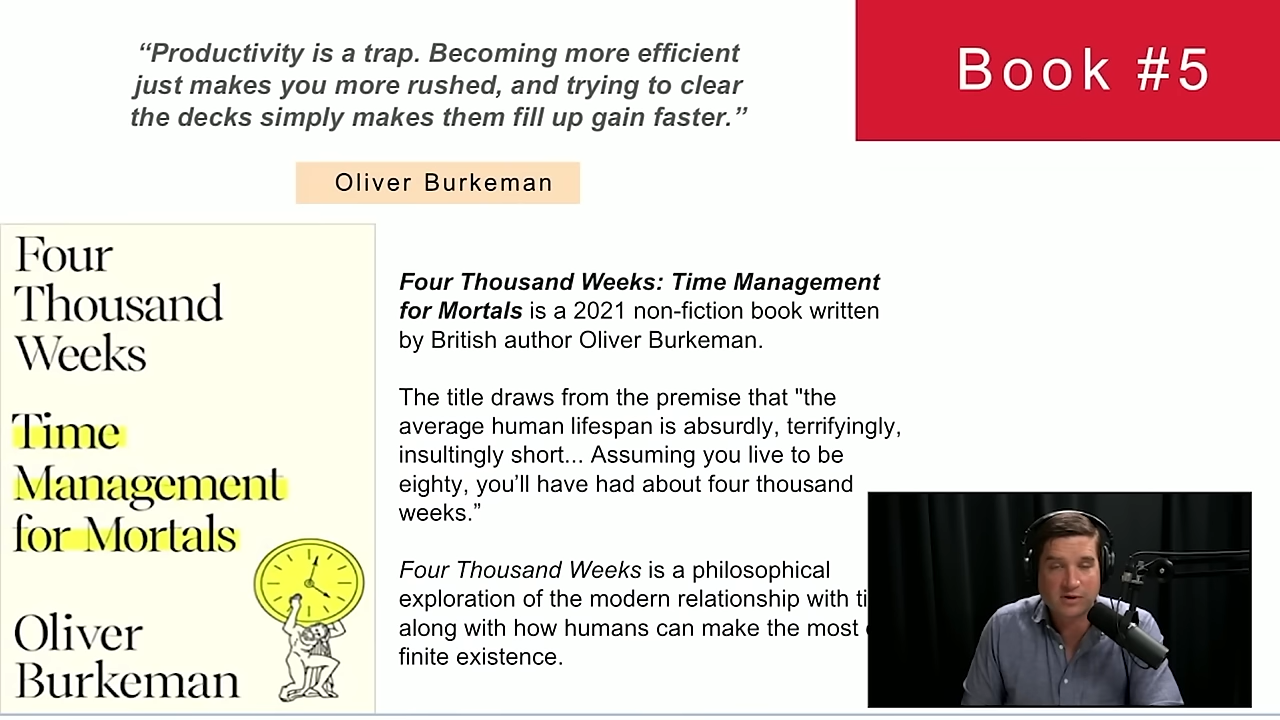 “Productivity is a trap. Becoming more efficient
just makes you more rushed, and trying to clear
the decks simply makes them fill up gain faster.”
Book #5
Oliver Burkeman
Four
Thousand
Weeks
Time
Management
for Mortals
Oliver
Burkeman
Four Thousand Weeks: Time Management
for Mortals is a 2021 non-fiction book written
by British author Oliver Burkeman.
The title draws from the premise that "the
average human lifespan is absurdly, terrifyingly,
insultingly short... Assuming you live to be
eighty, you’ll have had about four thousand
weeks.”
Four Thousand Weeks is a philosophical
exploration of the modern relationship with
along with how humans can make the most
finite existence.